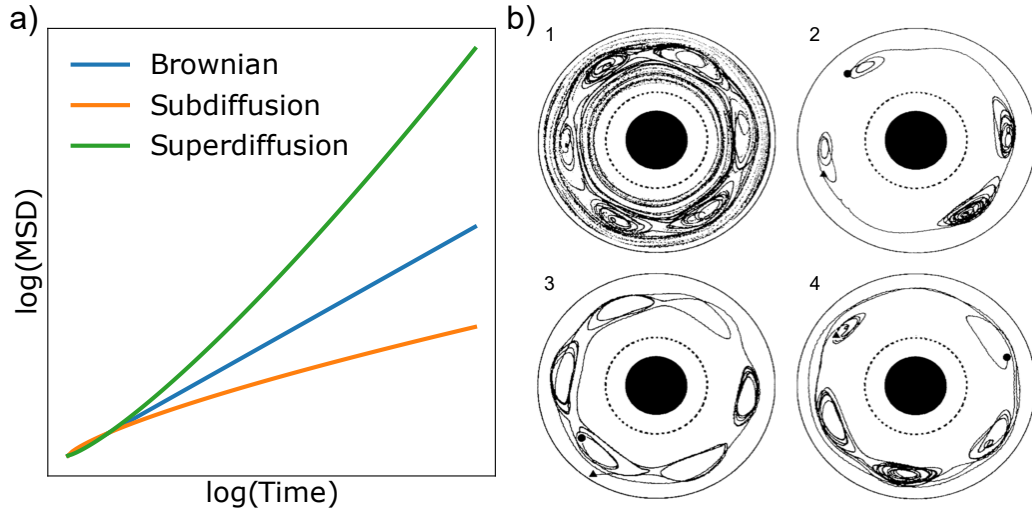 a)
Brownian
Subdiffusion
Superdiffusion
log(MSD)
log(Time)
b)
1
2
3
4